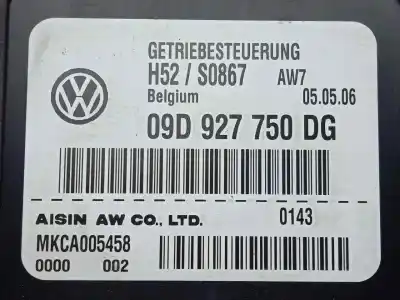 GETRIEBESTEUERUNG
H52 / S0867 AW7
Belgium 05.05.06
09D 927 750 DG
AISIN AW CO., LTD. 0143
MKCA005458
0000 002